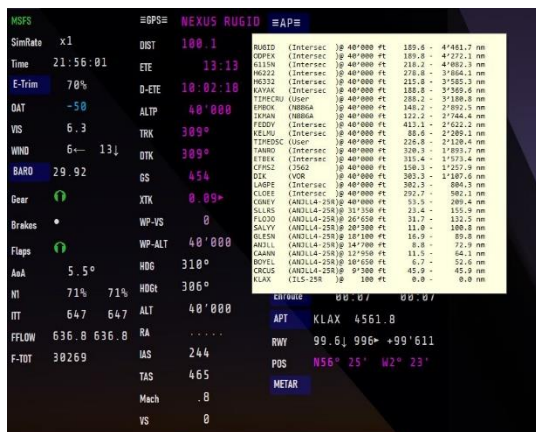 MSFS ≡GPS≡ NEXUS RUGID ≡AP≡
SimRate x1 DIST 100.1
Time 21:56:01 ETE 13:13
E-Trim 70% D-ETE 10:02:18
OAT -50 ALTP 40'000
VIS 6.3 TRK 309°
WIND 6← 13↓ DTK 309°
BARO 29.92 GS 454
Gear XTK 0.09▸
Brakes • WP-VS 0
Flaps WP-ALT 40'000
AoA 5.5° HDG 310°
N1 71% 71% HDGt 306°
ITT 647 647 ALT 40'000
FFLOW 636.8 636.8 RA .....
F-TOT 30269 IAS 244
TAS 465
Mach .8
VS 0
RUGID (Intersec )@ 40'000 ft 189.8 - 4'461.7 nm
ODPEX (Intersec )@ 40'000 ft 189.8 - 4'272.1 nm
6115N (Intersec )@ 40'000 ft 218.2 - 4'082.3 nm
H6222 (Intersec )@ 40'000 ft 278.8 - 3'864.1 nm
H6332 (Intersec )@ 40'000 ft 215.8 - 3'585.3 nm
KAYAK (Intersec )@ 40'000 ft 188.8 - 3'369.6 nm
TIMECRU (User )@ 40'000 ft 288.2 - 3'180.8 nm
EMBOK (N886A )@ 40'000 ft 148.2 - 2'892.5 nm
IKMAN (N886A )@ 40'000 ft 122.2 - 2'744.4 nm
FEDDY (Intersec )@ 40'000 ft 413.1 - 2'622.2 nm
KELMU (Intersec )@ 40'000 ft 88.6 - 2'209.1 nm
TIMEDSC (User )@ 40'000 ft 226.8 - 2'120.4 nm
TANRO (Intersec )@ 40'000 ft 320.3 - 1'893.7 nm
ETBEK (Intersec )@ 40'000 ft 315.4 - 1'573.4 nm
CFMS2 (J562 )@ 40'000 ft 150.3 - 1'257.9 nm
DIK (VOR )@ 40'000 ft 303.3 - 1'107.6 nm
LAGPE (Intersec )@ 40'000 ft 302.3 - 804.3 nm
CLOEE (Intersec )@ 40'000 ft 292.7 - 502.1 nm
CGNEY (ANJLL4-25R)@ 40'000 ft 53.5 - 209.4 nm
SLLRS (ANJLL4-25R)@ 31'350 ft 23.4 - 155.9 nm
FLOJO (ANJLL4-25R)@ 26'650 ft 31.7 - 132.5 nm
SALYY (ANJLL4-25R)@ 20'300 ft 11.0 - 100.8 nm
GLESN (ANJLL4-25R)@ 18'100 ft 16.9 - 89.8 nm
ANJLL (ANJLL4-25R)@ 14'700 ft 8.8 - 72.9 nm
CAANN (ANJLL4-25R)@ 12'950 ft 11.5 - 64.1 nm
BOYEL (ANJLL4-25R)@ 10'650 ft 6.7 - 52.6 nm
CRCUS (ANJLL4-25R)@ 9'300 ft 45.9 - 45.9 nm
KLAX (ILS-25R )@ 100 ft 0.0 - 0.0 nm
Enroute 00:07 00:07
APT KLAX 4561.8
RWY 99.6↓ 996▸ +99'611
POS N56° 25' W2° 23'
METAR